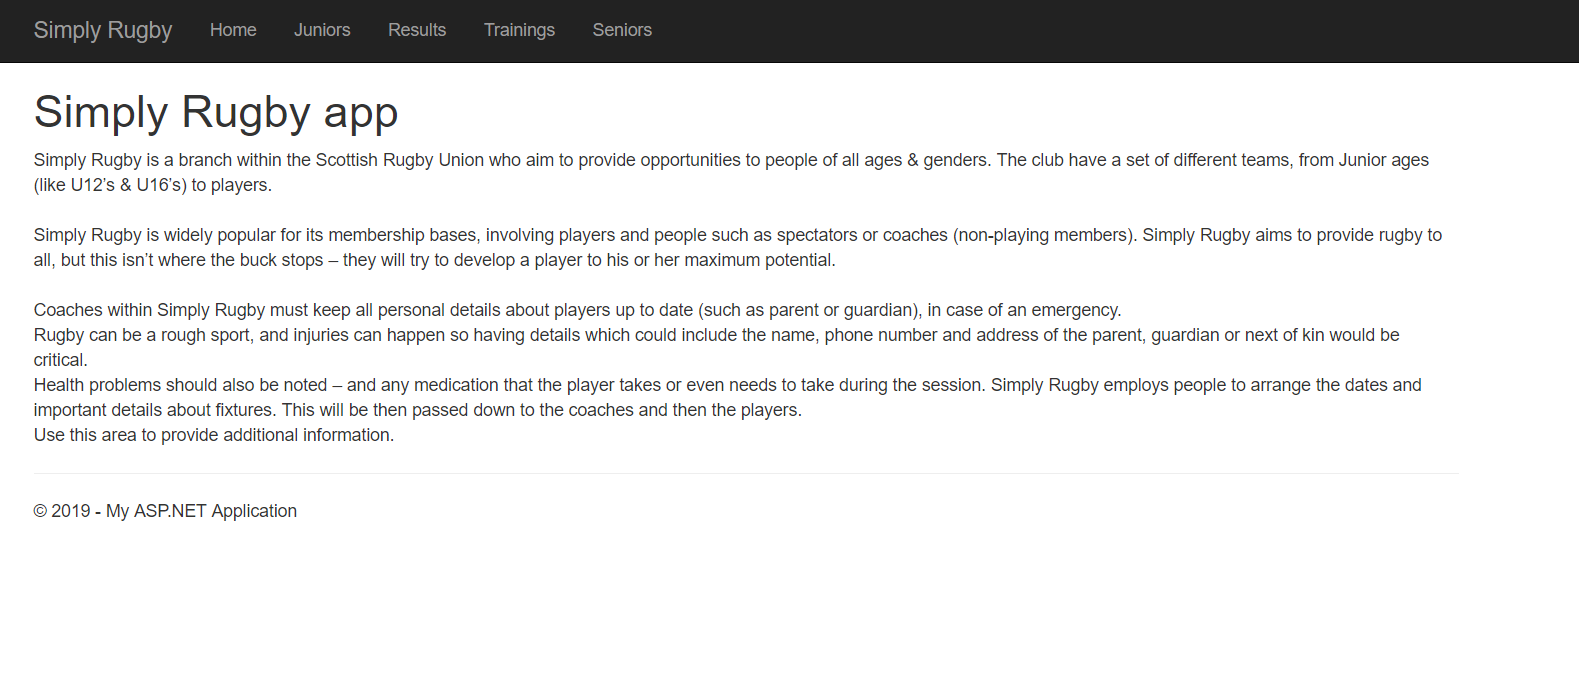 Simply Rugby Home Juniors Results Trainings Seniors
Simply Rugby app
Simply Rugby is a branch within the Scottish Rugby Union who aim to provide opportunities to people of all ages & genders. The club have a set of different teams, from Junior ages
(like U12’s & U16’s) to players.
Simply Rugby is widely popular for its membership bases, involving players and people such as spectators or coaches (non-playing members). Simply Rugby aims to provide rugby to
all, but this isn’t where the buck stops – they will try to develop a player to his or her maximum potential.
Coaches within Simply Rugby must keep all personal details about players up to date (such as parent or guardian), in case of an emergency.
Rugby can be a rough sport, and injuries can happen so having details which could include the name, phone number and address of the parent, guardian or next of kin would be
critical.
Health problems should also be noted – and any medication that the player takes or even needs to take during the session. Simply Rugby employs people to arrange the dates and
important details about fixtures. This will be then passed down to the coaches and then the players.
Use this area to provide additional information.
© 2019 - My ASP.NET Application